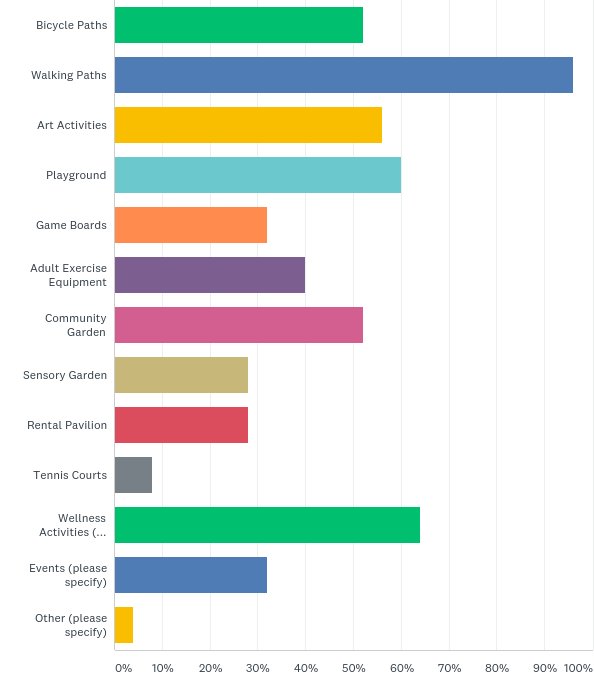 Bicycle Paths
Walking Paths
Art Activities
Playground
Game Boards
Adult Exercise
Equipment
Community
Garden
Sensory Garden
Rental Pavilion
Tennis Courts
Wellness
Activities (...
Events (please
specify)
Other (please
specify)
0% 10% 20% 30% 40% 50% 60% 70% 80% 90% 100%